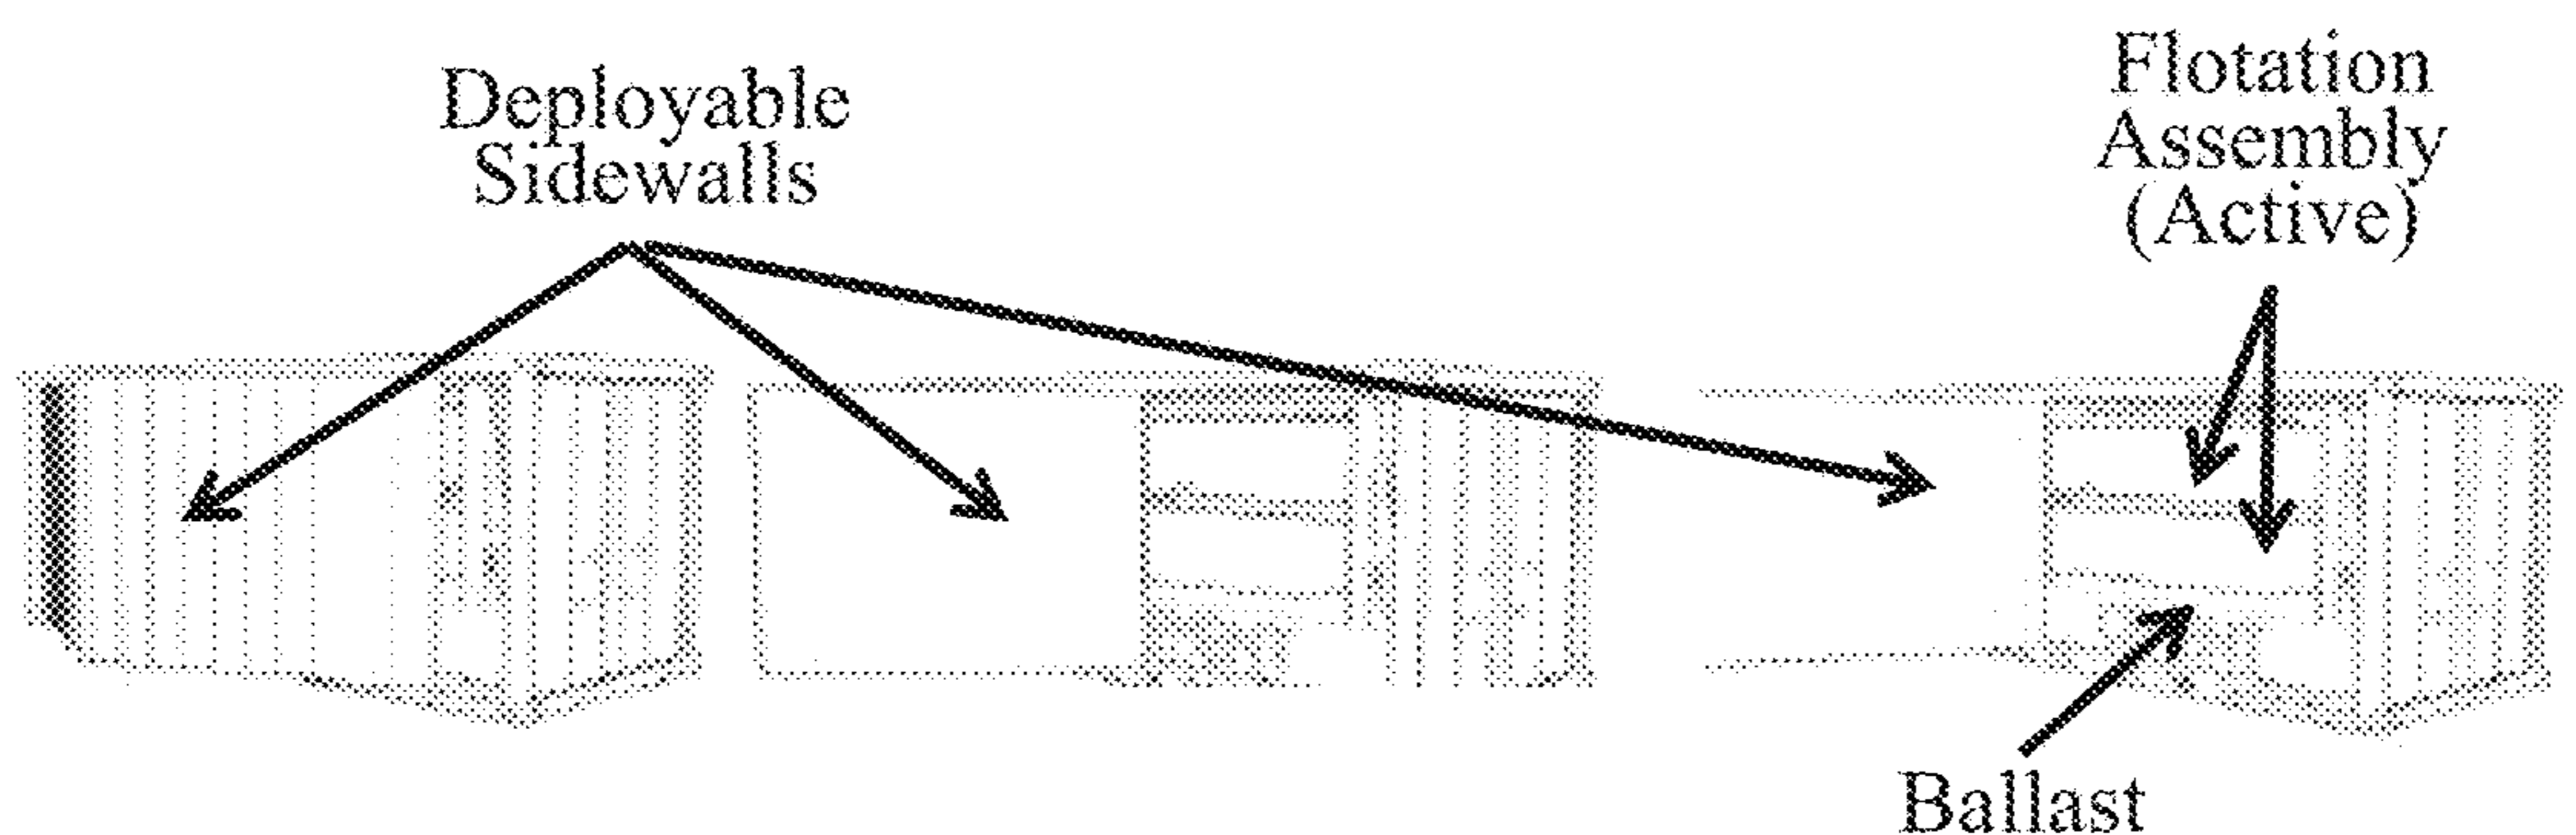 Deployable
Sidewalls
Flotation
Assembly
(Active)
Ballast